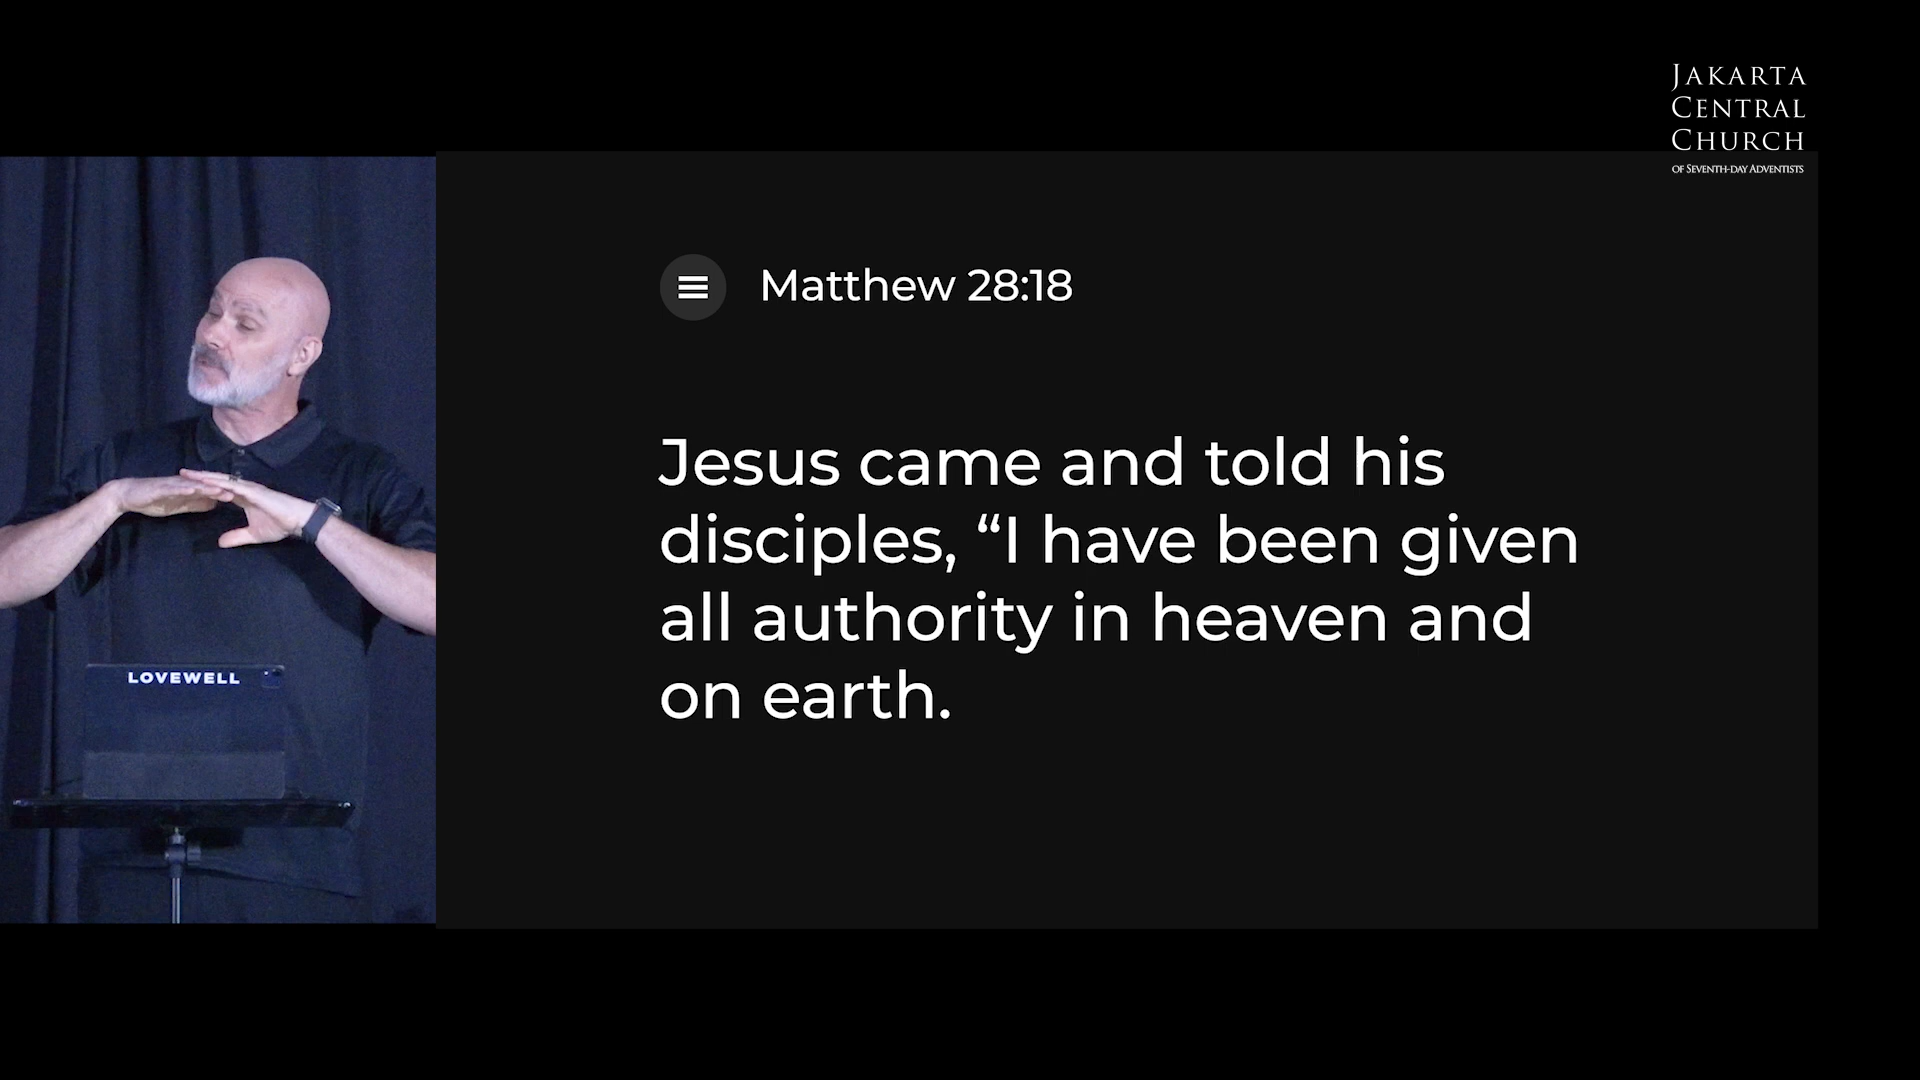 JAKARTA
CENTRAL
CHURCH
OF SEVENTH-DAY ADVENTISTS
Matthew 28:18
Jesus came and told his
disciples, “I have been given
all authority in heaven and
on earth.
LOVEWELL